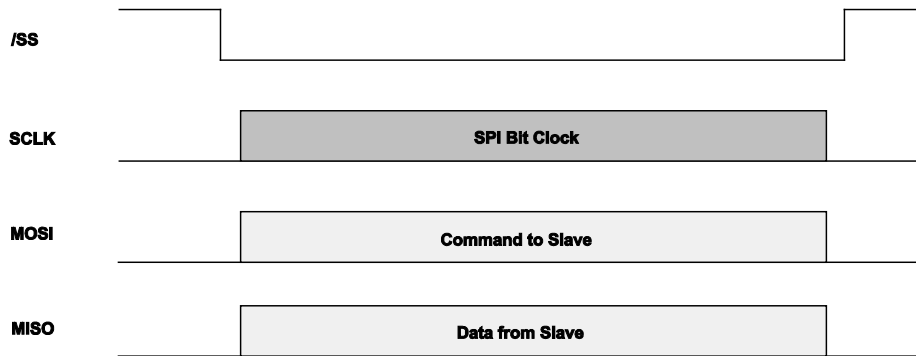 /SS
SCLK
SPI Bit Clock
MOSI
Command to Slave
MISO
Data from Slave